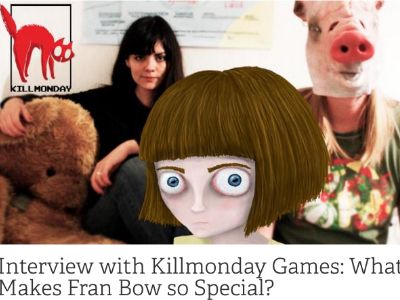 KILLMONDAY
Interview with Killmonday Games: What
Makes Fran Bow so Special?